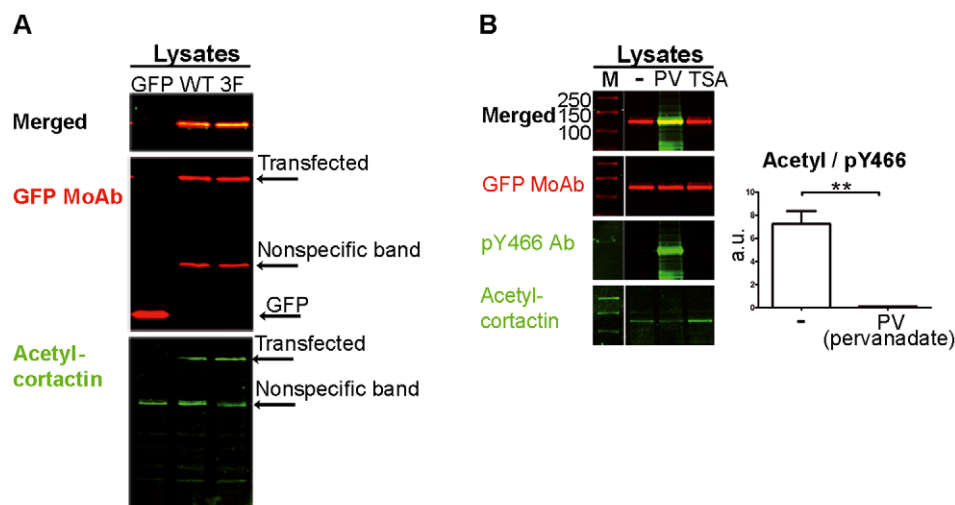 A
Lysates
GFP WT 3F
Merged
Transfected
GFP MoAb
Nonspecific band
GFP
Transfected
Acetyl-
cortactin
Nonspecific band
B
Lysates
M - PV TSA
250
150
100
Merged
GFP MoAb
pY466 Ab
Acetyl-
cortactin
Acetyl / pY466
**
a.u.
8
6
4
2
0
- PV
(pervanadate)